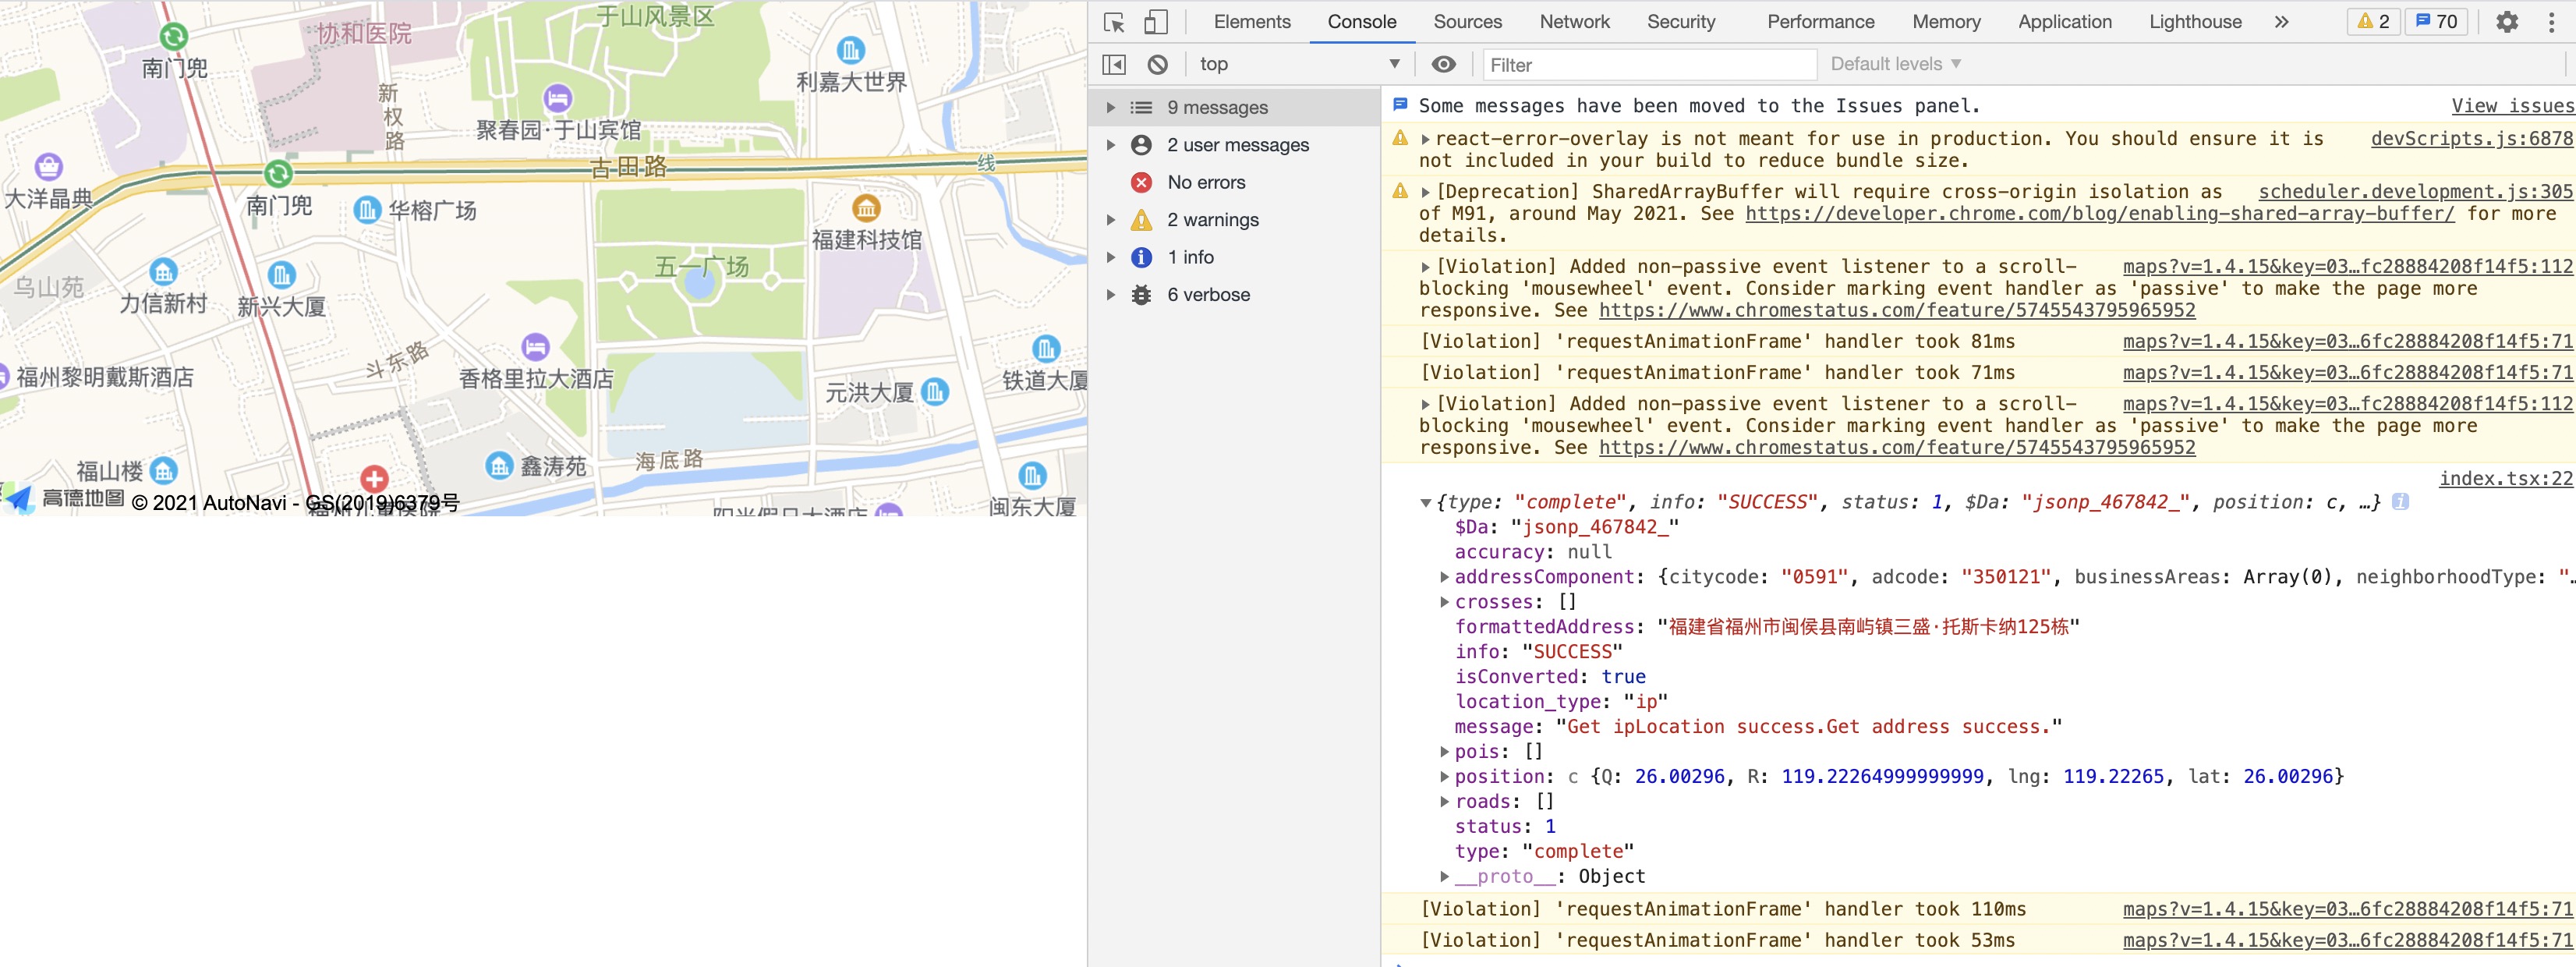 于山风景区
协和医院
南门兜
新权路
利嘉大世界
聚春园·于山宾馆
古田路
线
大洋晶典
南门兜
华榕广场
福建科技馆
五一广场
乌山苑
力信新村
新兴大厦
斗东路
福州黎明戴斯酒店
香格里拉大酒店
元洪大厦
铁道大厦
福山楼
鑫涛苑
海底路
闽东大厦
高德地图 © 2021 AutoNavi - GS(2019)6379号
Elements Console Sources Network Security Performance Memory Application Lighthouse 2 70
top Filter Default levels
9 messages
2 user messages
No errors
2 warnings
1 info
6 verbose
Some messages have been moved to the Issues panel. View issues
react-error-overlay is not meant for use in production. You should ensure it is devScripts.js:6878
not included in your build to reduce bundle size.
[Deprecation] SharedArrayBuffer will require cross-origin isolation as scheduler.development.js:305
of M91, around May 2021. See https://developer.chrome.com/blog/enabling-shared-array-buffer/ for more
details.
[Violation] Added non-passive event listener to a scroll- maps?v=1.4.15&key=03…fc28884208f14f5:112
blocking 'mousewheel' event. Consider marking event handler as 'passive' to make the page more
responsive. See https://www.chromestatus.com/feature/5745543795965952
[Violation] 'requestAnimationFrame' handler took 81ms maps?v=1.4.15&key=03…6fc28884208f14f5:71
[Violation] 'requestAnimationFrame' handler took 71ms maps?v=1.4.15&key=03…6fc28884208f14f5:71
[Violation] Added non-passive event listener to a scroll- maps?v=1.4.15&key=03…fc28884208f14f5:112
blocking 'mousewheel' event. Consider marking event handler as 'passive' to make the page more
responsive. See https://www.chromestatus.com/feature/5745543795965952
index.tsx:22
{type: "complete", info: "SUCCESS", status: 1, $Da: "jsonp_467842_", position: c, …}
$Da: "jsonp_467842_"
accuracy: null
addressComponent: {citycode: "0591", adcode: "350121", businessAreas: Array(0), neighborhoodType: "…
crosses: []
formattedAddress: "福建省福州市闽侯县南屿镇三盛·托斯卡纳125栋"
info: "SUCCESS"
isConverted: true
location_type: "ip"
message: "Get ipLocation success.Get address success."
pois: []
position: c {Q: 26.00296, R: 119.22264999999999, lng: 119.22265, lat: 26.00296}
roads: []
status: 1
type: "complete"
__proto__: Object
[Violation] 'requestAnimationFrame' handler took 110ms maps?v=1.4.15&key=03…6fc28884208f14f5:71
[Violation] 'requestAnimationFrame' handler took 53ms maps?v=1.4.15&key=03…6fc28884208f14f5:71